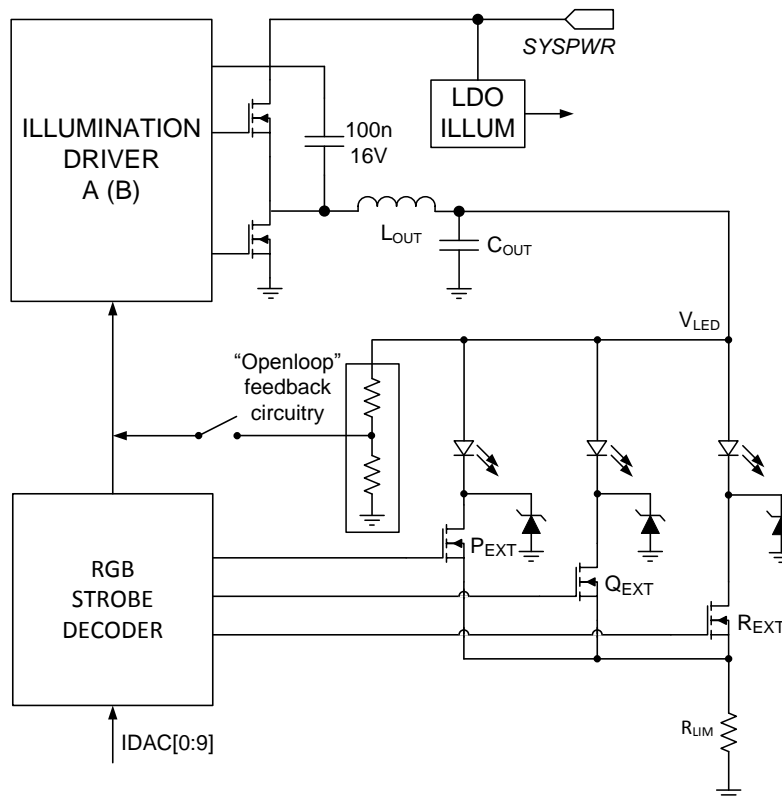 SYSPWR
ILLUMINATION
DRIVER
A (B)
LDO
ILLUM
100n
16V
LOUT
COUT
VLED
“Openloop”
feedback
circuitry
PEXT
QEXT
REXT
RGB
STROBE
DECODER
RLIM
IDAC[0:9]